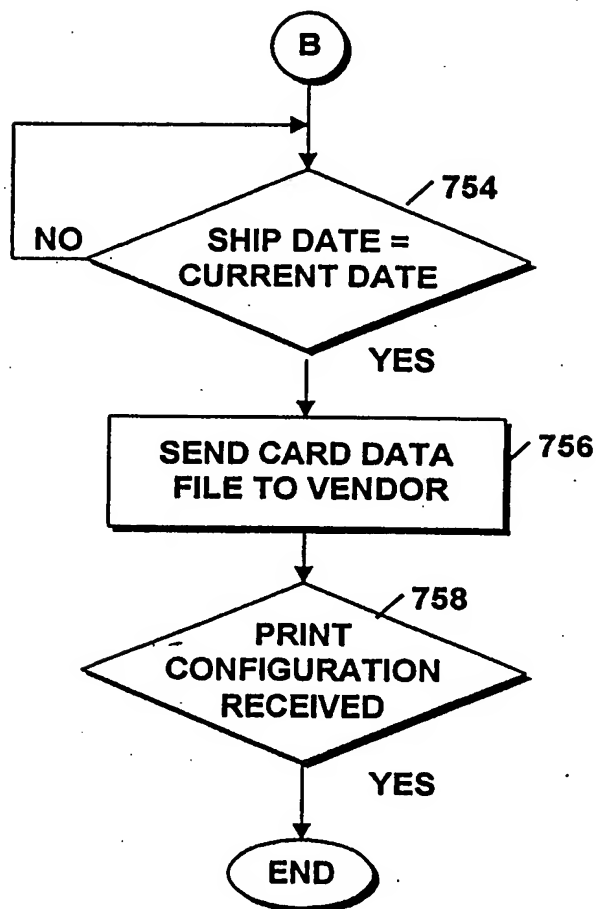 B
754
NO
SHIP DATE =
CURRENT DATE
YES
SEND CARD DATA
FILE TO VENDOR
756
758
PRINT
CONFIGURATION
RECEIVED
YES
END